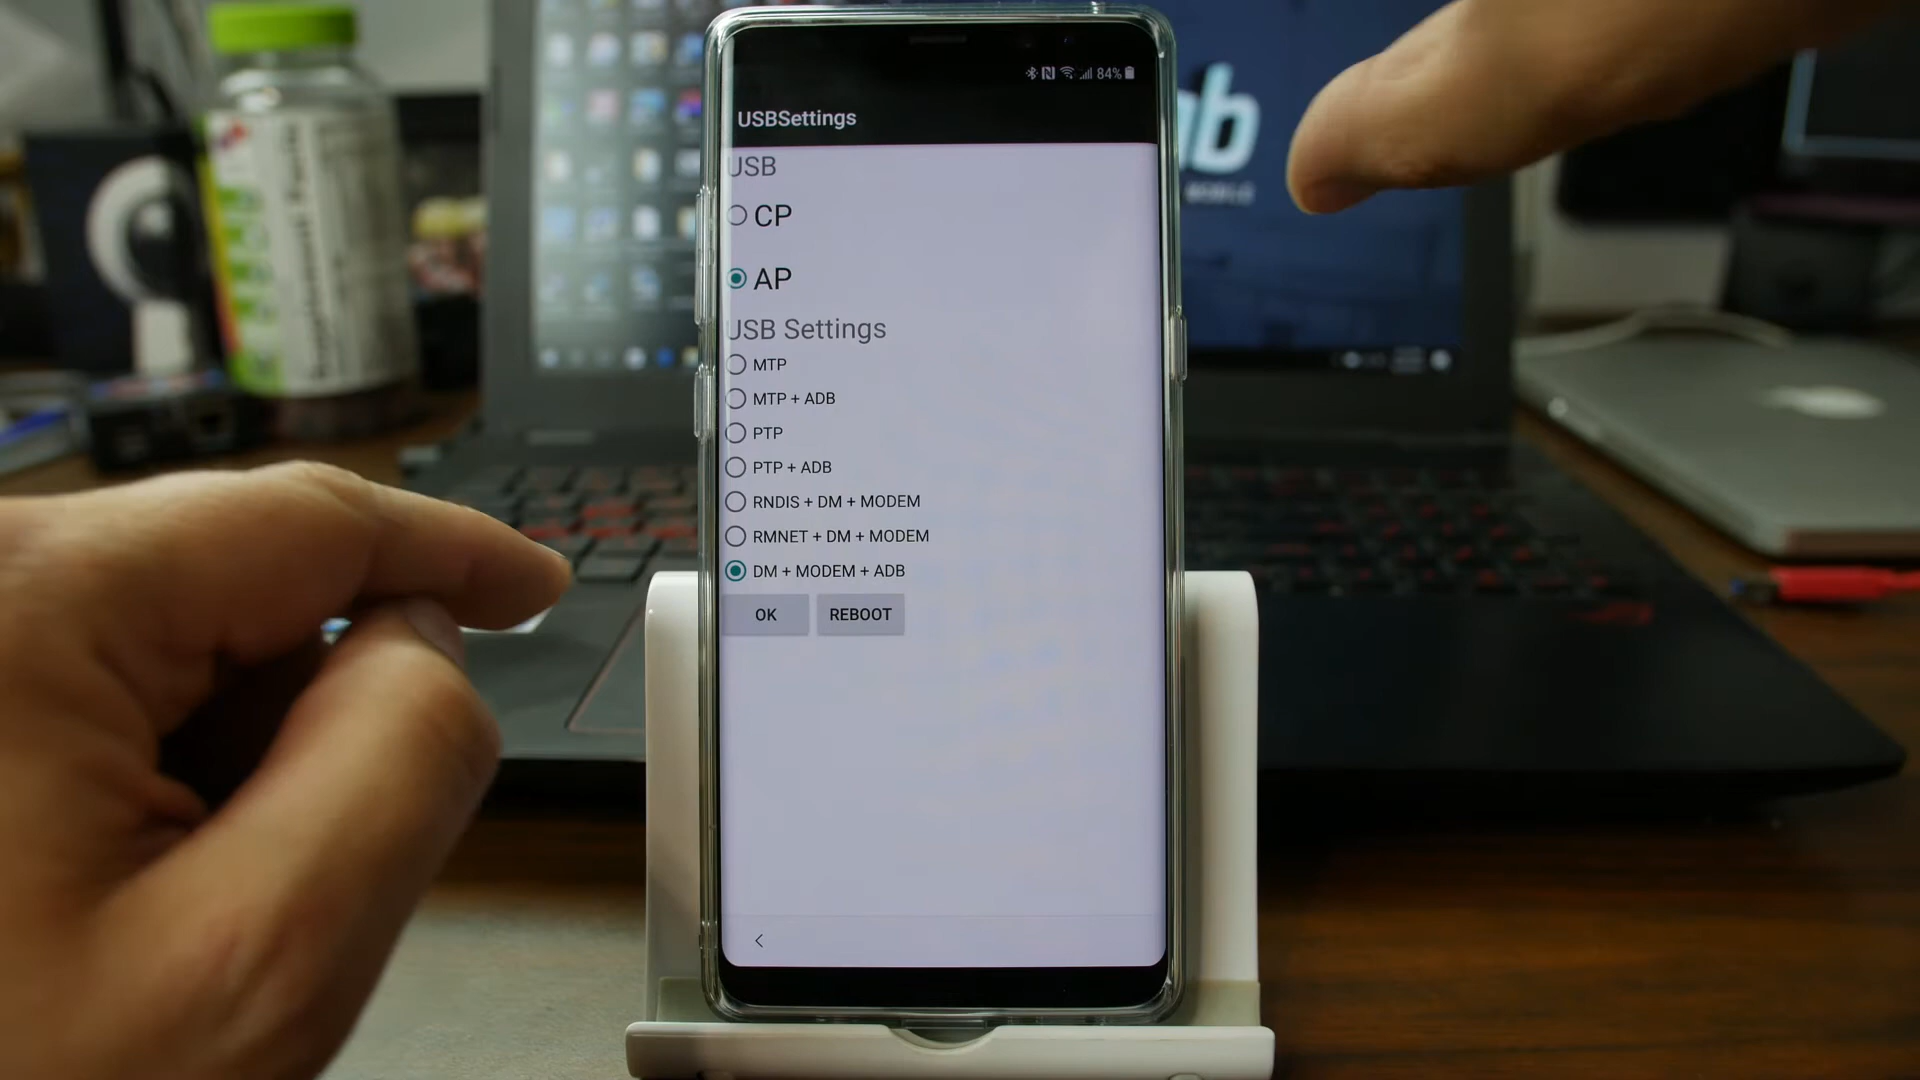 84%
USBSettings
USB
CP
AP
USB Settings
MTP
MTP + ADB
PTP
PTP + ADB
RNDIS + DM + MODEM
RMNET + DM + MODEM
DM + MODEM + ADB
OK REBOOT
MOBILE